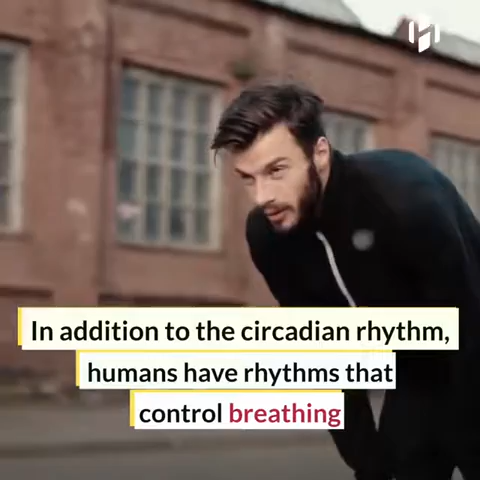 In addition to the circadian rhythm,
humans have rhythms that
control breathing